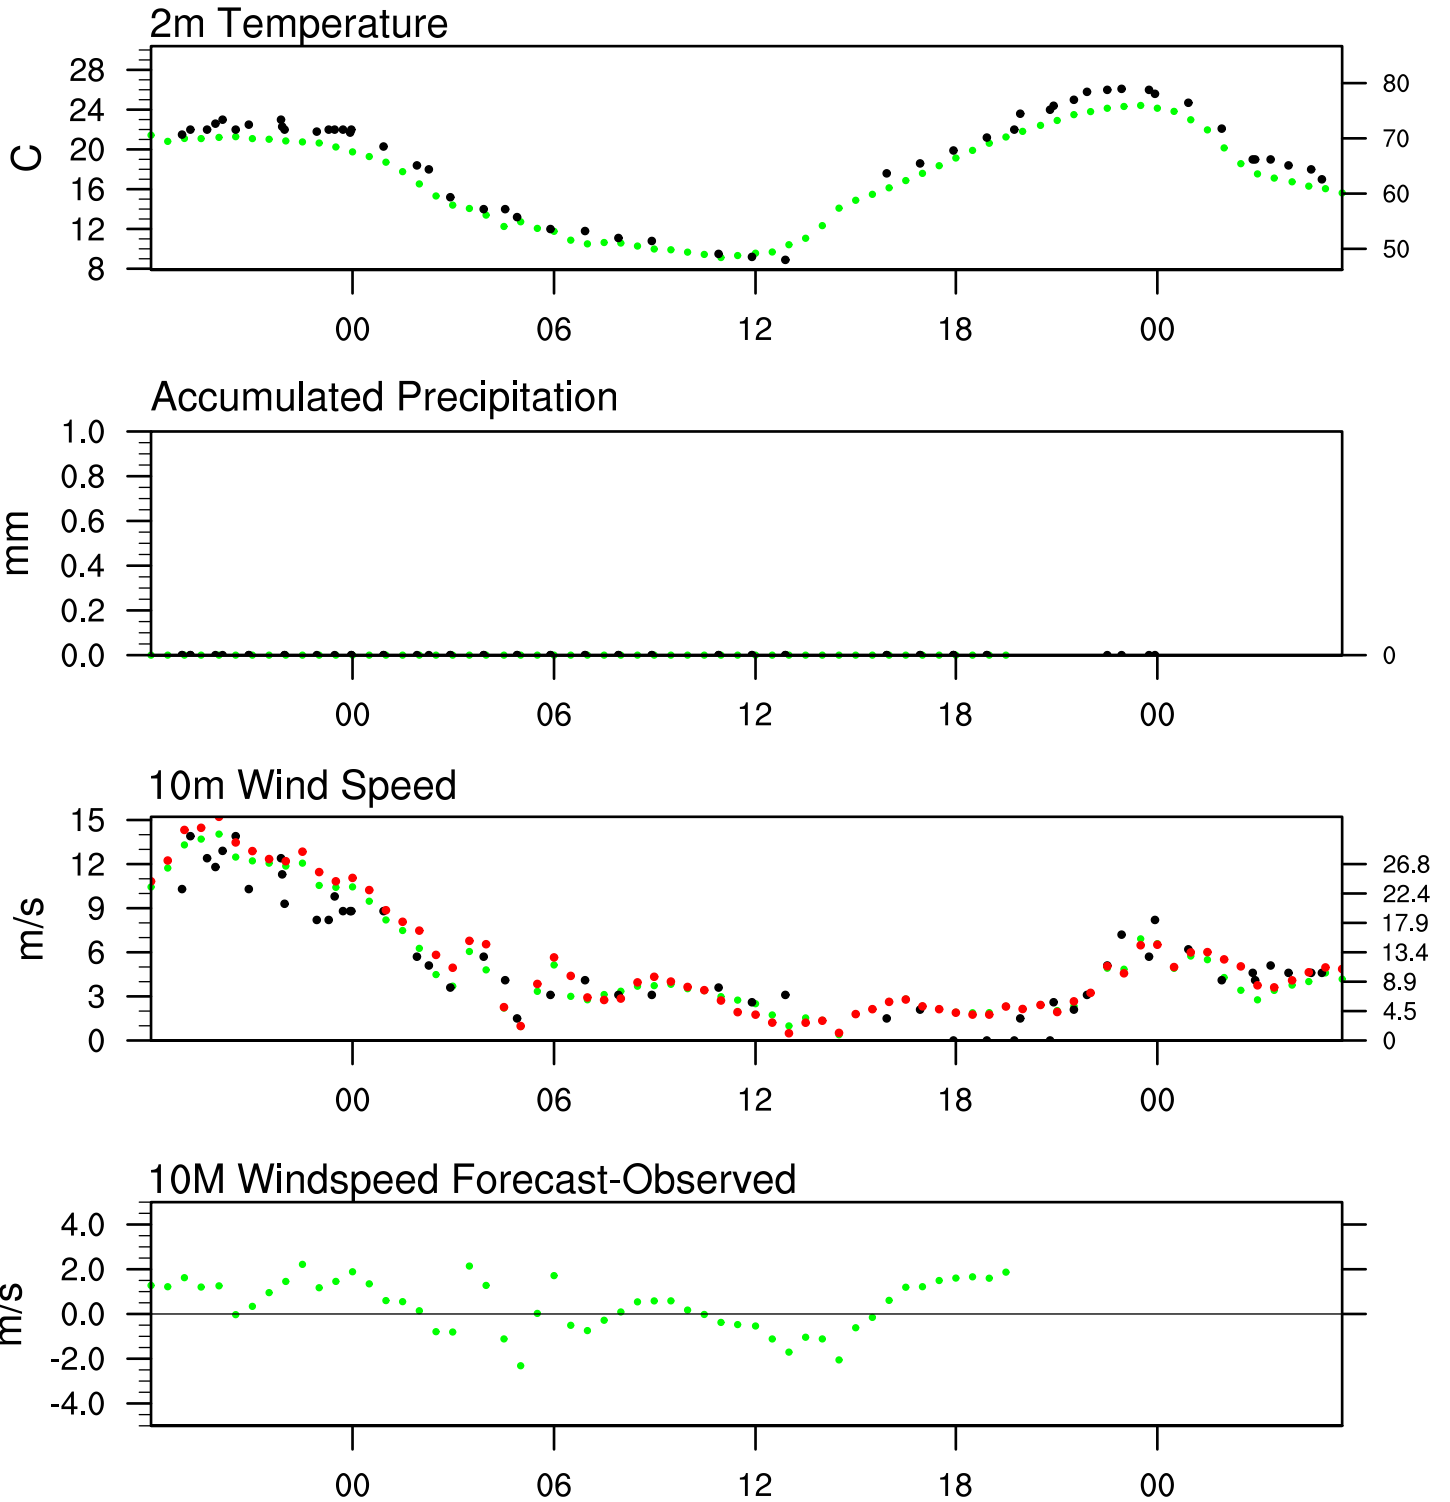 2m Temperature
28
24
20
16
12
8
C
80
70
60
50
00 06 12 18 00
Accumulated Precipitation
1.0
0.8
0.6
0.4
0.2
0.0
mm
0
00 06 12 18 00
10m Wind Speed
15
12
9
6
3
0
m/s
26.8
22.4
17.9
13.4
8.9
4.5
0
00 06 12 18 00
10M Windspeed Forecast-Observed
4.0
2.0
0.0
-2.0
-4.0
m/s
00 06 12 18 00